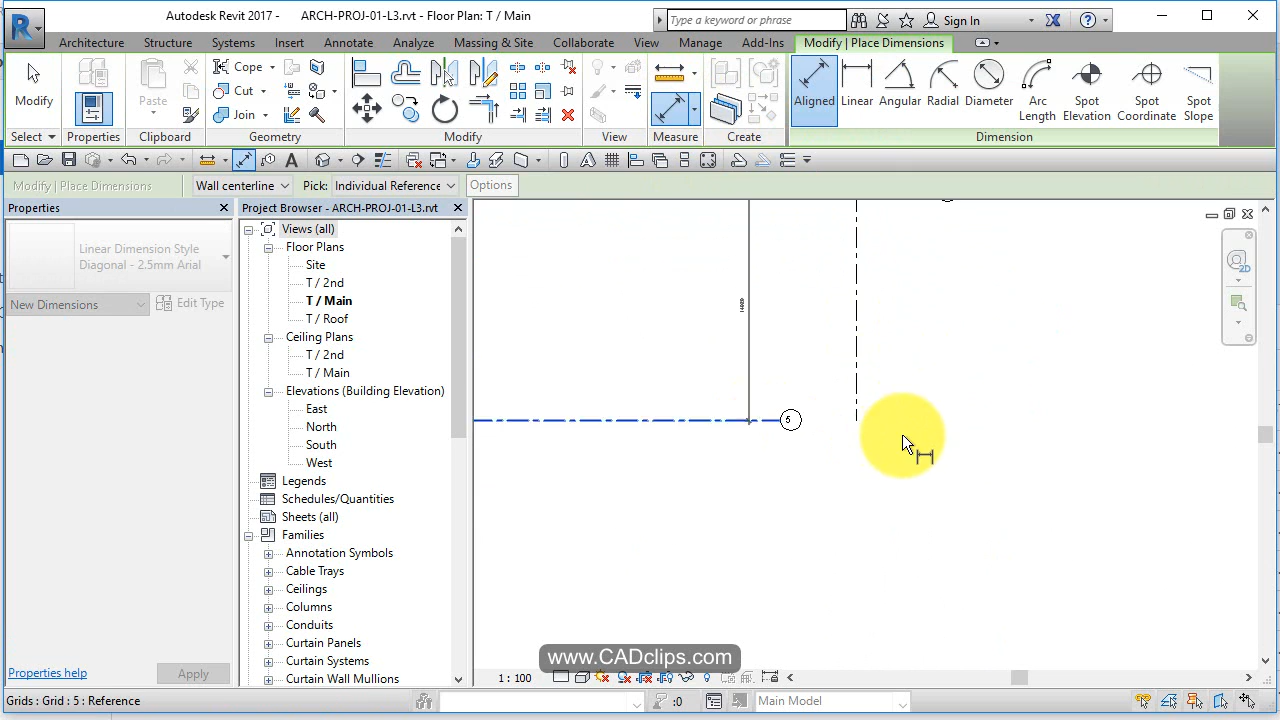 Autodesk Revit 2017 - ARCH-PROJ-01-L3.rvt - Floor Plan: T / Main
Type a keyword or phrase
Sign In
Architecture Structure Systems Insert Annotate Analyze Massing & Site Collaborate View Manage Add-Ins Modify | Place Dimensions
Modify
Paste
Cope
Cut
Join
Aligned Linear Angular Radial Diameter Arc Length Spot Elevation Spot Coordinate Spot Slope
Select Properties Clipboard Geometry Modify View Measure Create Dimension
Modify | Place Dimensions Wall centerline Pick: Individual Reference Options
Properties
Linear Dimension Style
Diagonal - 2.5mm Arial
New Dimensions Edit Type
Properties help Apply
Project Browser - ARCH-PROJ-01-L3.rvt
Views (all)
Floor Plans
Site
T / 2nd
T / Main
T / Roof
Ceiling Plans
T / 2nd
T / Main
Elevations (Building Elevation)
East
North
South
West
Legends
Schedules/Quantities
Sheets (all)
Families
Annotation Symbols
Cable Trays
Ceilings
Columns
Conduits
Curtain Panels
Curtain Systems
Curtain Wall Mullions
5
2D
www.CADclips.com
1 : 100
Grids : Grid : 5 : Reference
:0
Main Model